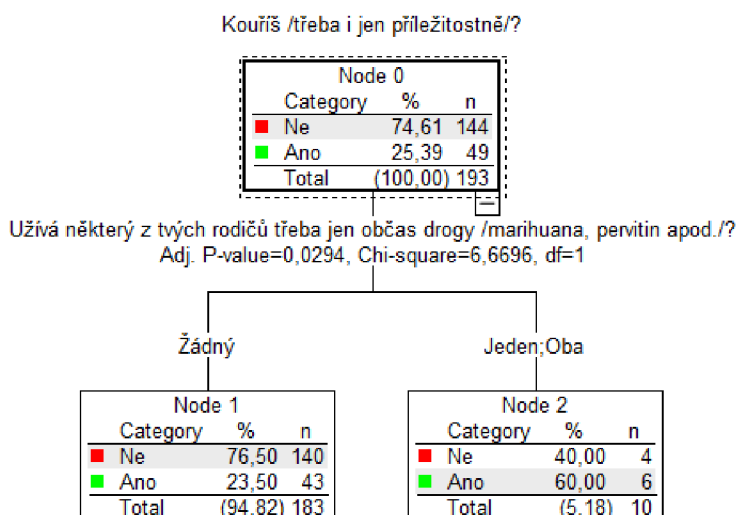 Kouříš /třeba i jen příležitostně/?
Node 0
Category % n
Ne 74,61 144
Ano 25,39 49
Total (100,00) 193
Užívá některý z tvých rodičů třeba jen občas drogy /marihuana, pervitin apod./?
Adj. P-value=0,0294, Chi-square=6,6696, df=1
Žádný
Jeden;Oba
Node 1
Category % n
Ne 76,50 140
Ano 23,50 43
Total (94,82) 183
Node 2
Category % n
Ne 40,00 4
Ano 60,00 6
Total (5,18) 10